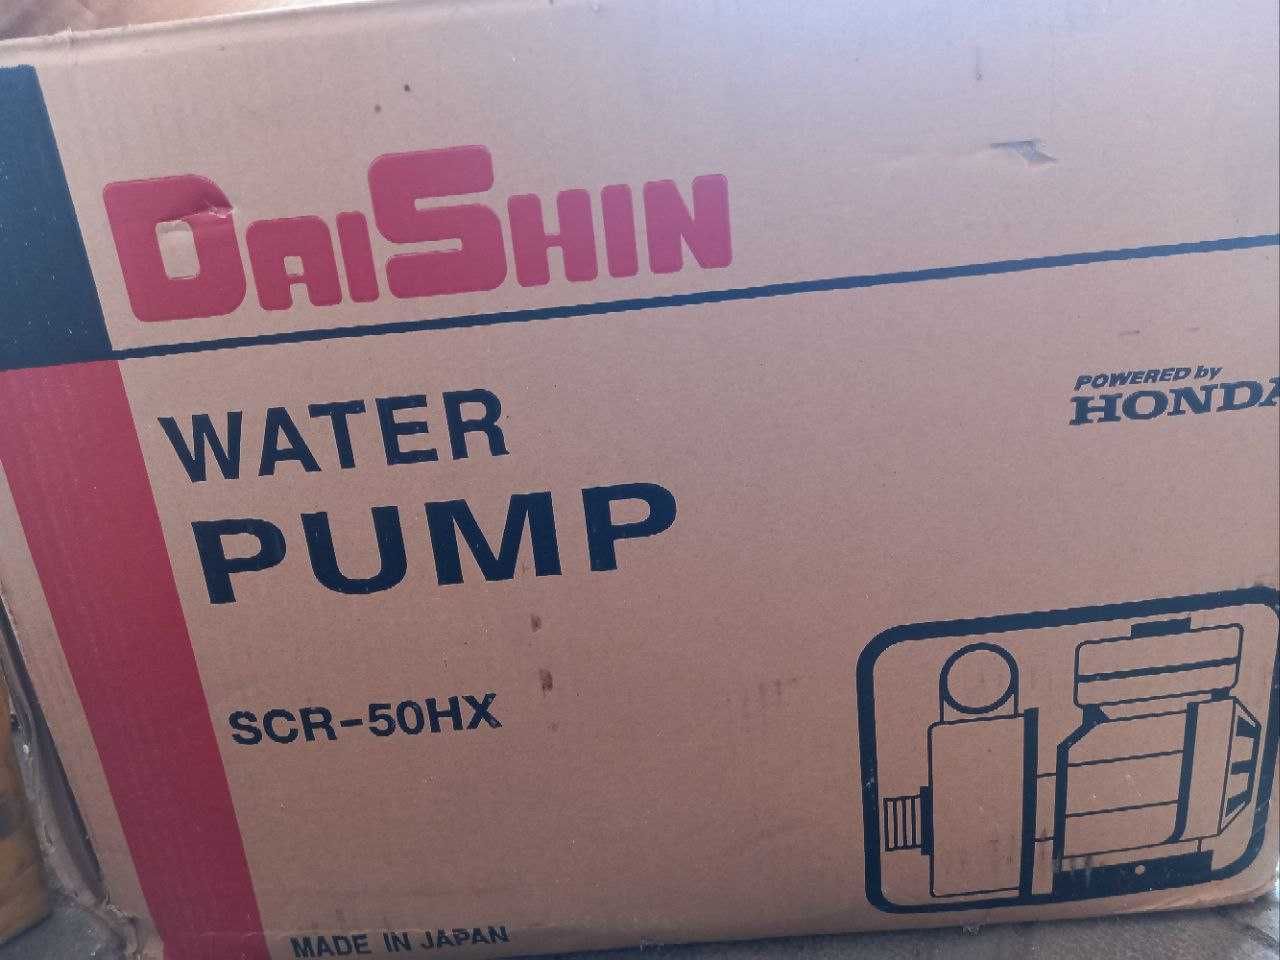 DAISHIN
WATER
PUMP
POWERED by
HONDA
SCR-50HX
MADE IN JAPAN